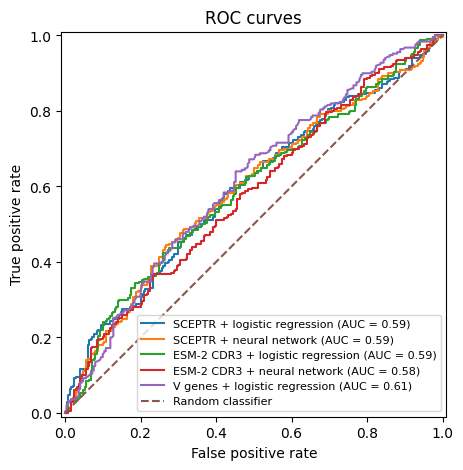 ROC curves
True positive rate
1.0
0.8
0.6
0.4
0.2
0.0
SCEPTR + logistic regression (AUC = 0.59)
SCEPTR + neural network (AUC = 0.59)
ESM-2 CDR3 + logistic regression (AUC = 0.59)
ESM-2 CDR3 + neural network (AUC = 0.58)
V genes + logistic regression (AUC = 0.61)
Random classifier
0.0 0.2 0.4 0.6 0.8 1.0
False positive rate